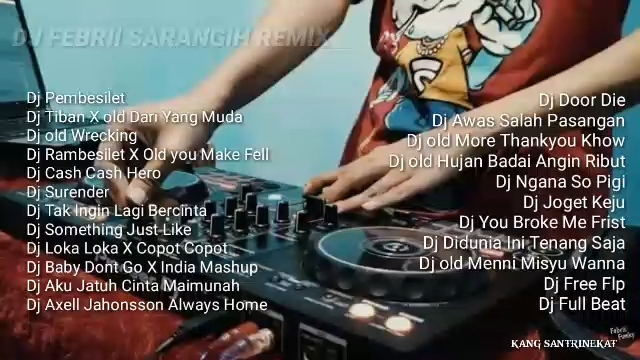 DJ FEBRII SARANGIH REMIX
Dj Pembesilet
Dj Tiban X old Dari Yang Muda
Dj old Wrecking
Dj Rambesilet X Old you Make Fell
Dj Cash Cash Hero
Dj Surender
Dj Tak Ingin Lagi Bercinta
Dj Something Just Like
Dj Loka Loka X Copot Copot
Dj Baby Dont Go X India Mashup
Dj Aku Jatuh Cinta Maimunah
Dj Axell Jahonsson Always Home
Dj Door Die
Dj Awas Salah Pasangan
Dj old More Thankyou Khow
Dj old Hujan Badai Angin Ribut
Dj Ngana So Pigi
Dj Joget Keju
Dj You Broke Me Frist
Dj Didunia Ini Tenang Saja
Dj old Menni Misyu Wanna
Dj Free Flp
Dj Full Beat
Febrii
Funky
KANG SANTRINEKAT